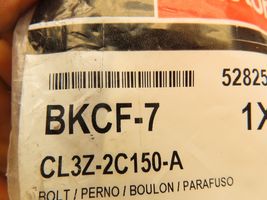 52825
BKCF-7 1X
CL3Z-2C150-A
BOLT / PERNO / BOULON / PARAFUSO